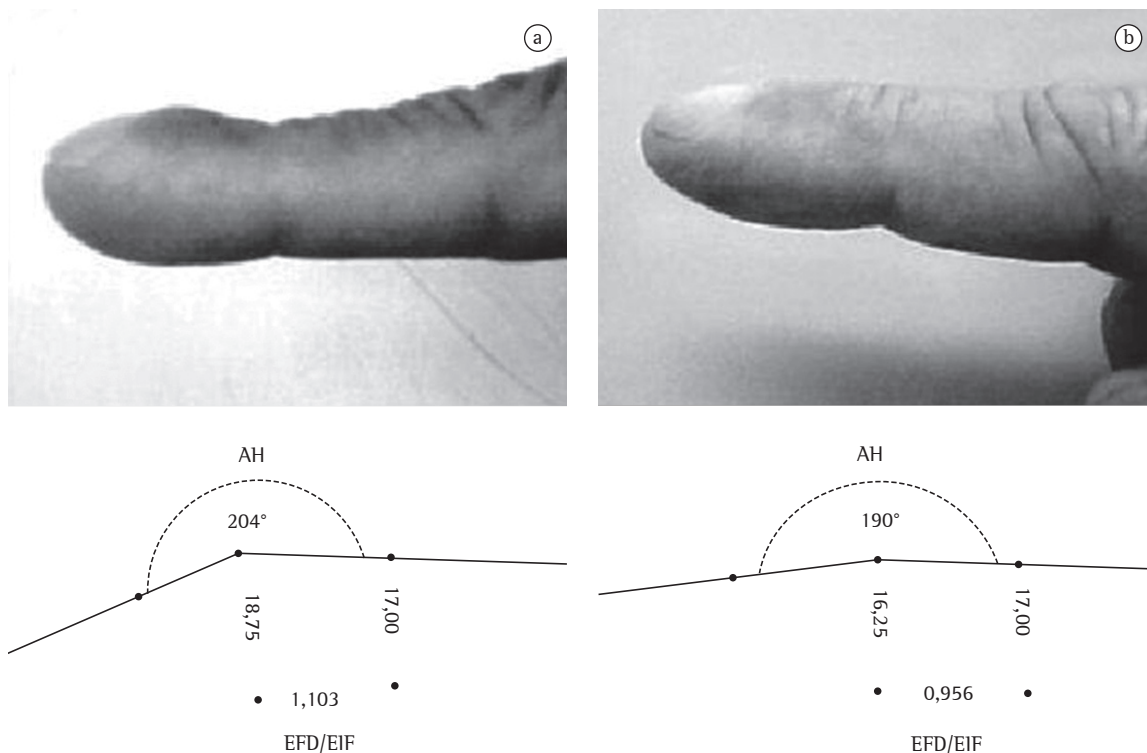 a
b
AH
204°
18,75
17,00
1,103
EFD/EIF
AH
190°
16,25
17,00
0,956
EFD/EIF